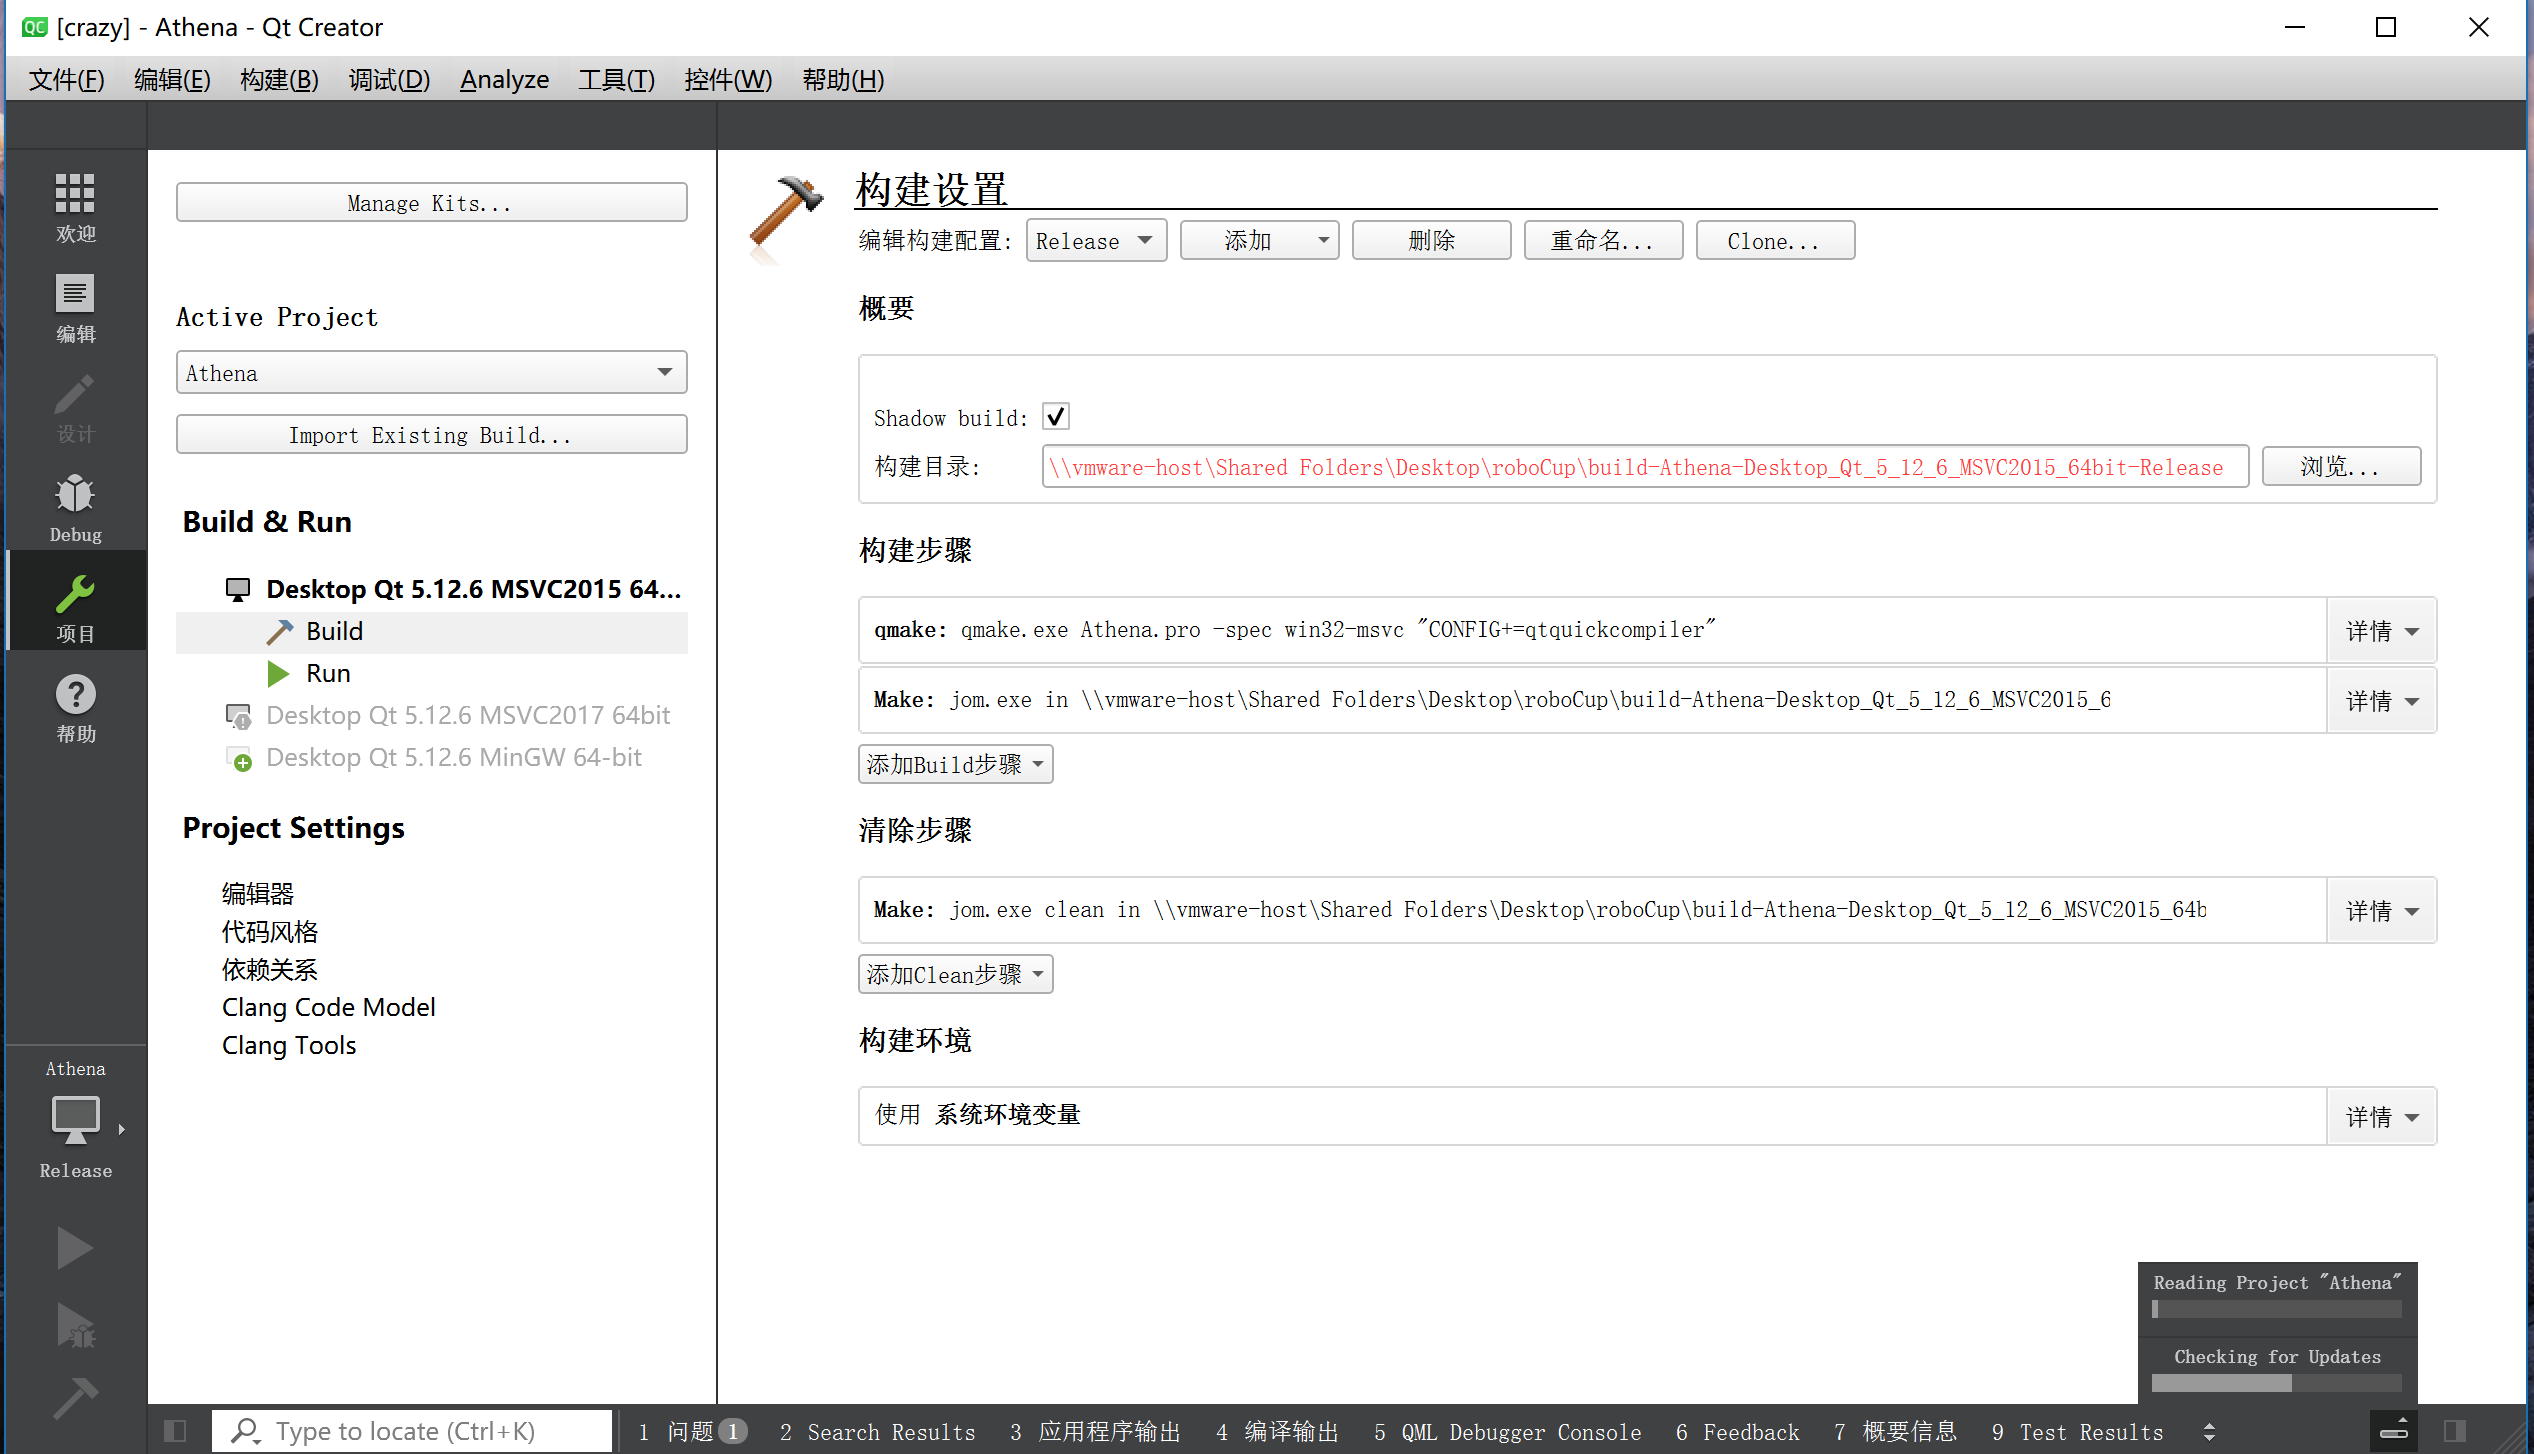 [crazy] - Athena - Qt Creator
文件(F) 编辑(E) 构建(B) 调试(D) Analyze 工具(T) 控件(W) 帮助(H)
欢迎
编辑
设计
Debug
项目
帮助
Athena
Release
Manage Kits...
Active Project
Athena
Import Existing Build...
Build & Run
Desktop Qt 5.12.6 MSVC2015 64...
Build
Run
Desktop Qt 5.12.6 MSVC2017 64bit
Desktop Qt 5.12.6 MinGW 64-bit
Project Settings
编辑器
代码风格
依赖关系
Clang Code Model
Clang Tools
构建设置
编辑构建配置: Release 添加 删除 重命名... Clone...
概要
Shadow build:
构建目录: \\vmware-host\Shared Folders\Desktop\roboCup\build-Athena-Desktop_Qt_5_12_6_MSVC2015_64bit-Release 浏览...
构建步骤
qmake: qmake.exe Athena.pro -spec win32-msvc "CONFIG+=qtquickcompiler" 详情
Make: jom.exe in \\vmware-host\Shared Folders\Desktop\roboCup\build-Athena-Desktop_Qt_5_12_6_MSVC2015_6 详情
添加Build步骤
清除步骤
Make: jom.exe clean in \\vmware-host\Shared Folders\Desktop\roboCup\build-Athena-Desktop_Qt_5_12_6_MSVC2015_64b 详情
添加Clean步骤
构建环境
使用 系统环境变量 详情
Reading Project "Athena"
Checking for Updates
Type to locate (Ctrl+K) 1 问题 1 2 Search Results 3 应用程序输出 4 编译输出 5 QML Debugger Console 6 Feedback 7 概要信息 9 Test Results